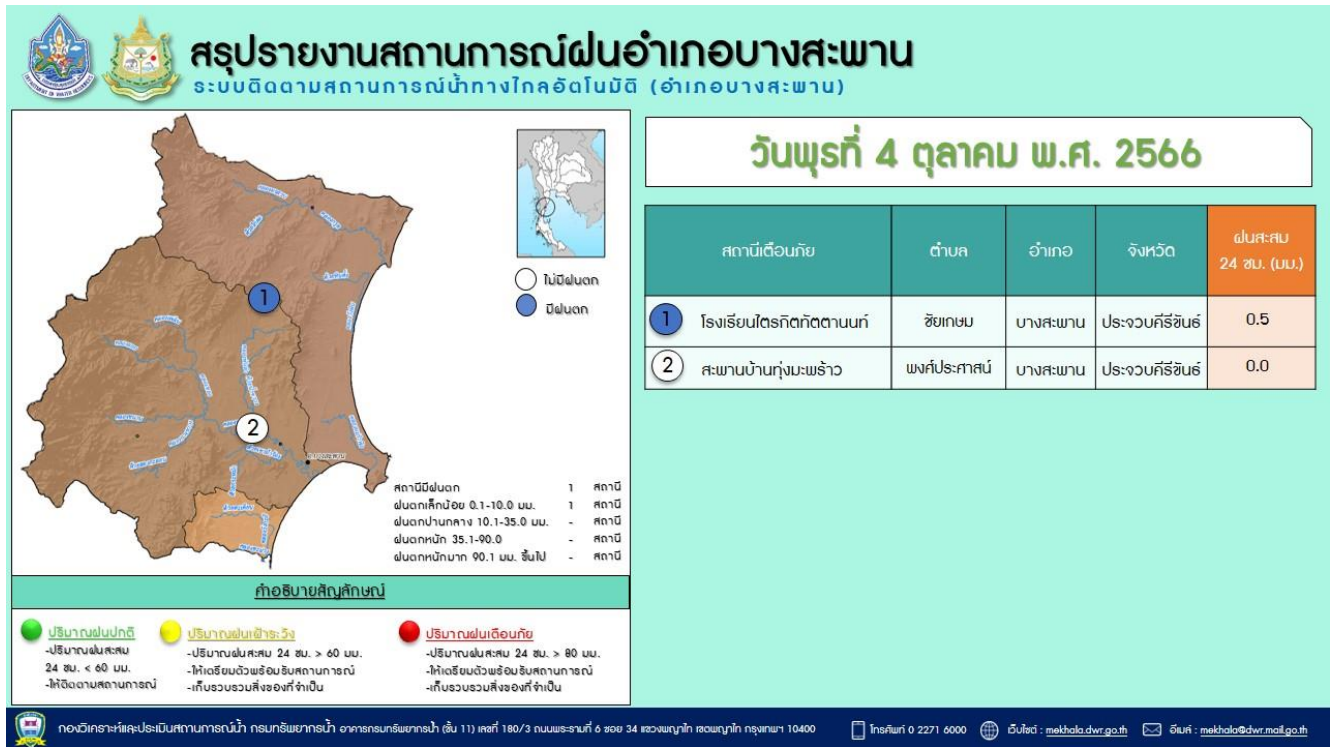 สรุปรายงานสถานการณ์ฝนอำเภอบางสะพาน
ระบบติดตามสถานการณ์น้ำทางไกลอัตโนมัติ (อำเภอบางสะพาน)
วันพุธที่ 4 ตุลาคม พ.ศ. 2566
สถานีเตือนภัย ตำบล อำเภอ จังหวัด ฝนสะสม 24 ชม. (มม.)
1 โรงเรียนไตรกิตทัตตานนท์ ชัยเกษม บางสะพาน ประจวบคีรีขันธ์ 0.5
2 สะพานบ้านทุ่งมะพร้าว พงศ์ประศาสน์ บางสะพาน ประจวบคีรีขันธ์ 0.0
ไม่มีฝนตก
มีฝนตก
1
2
สถานีมีฝนตก 1 สถานี
ฝนตกเล็กน้อย 0.1-10.0 มม. 1 สถานี
ฝนตกปานกลาง 10.1-35.0 มม. - สถานี
ฝนตกหนัก 35.1-90.0 - สถานี
ฝนตกหนักมาก 90.1 มม. ขึ้นไป - สถานี
คำอธิบายสัญลักษณ์
ปริมาณฝนปกติ
-ปริมาณฝนสะสม
24 ชม. < 60 มม.
-ให้ติดตามสถานการณ์
ปริมาณฝนเฝ้าระวัง
-ปริมาณฝนสะสม 24 ชม. > 60 มม.
-ให้เตรียมตัวพร้อมรับสถานการณ์
-เก็บรวบรวมสิ่งของที่จำเป็น
ปริมาณฝนเตือนภัย
-ปริมาณฝนสะสม 24 ชม. > 80 มม.
-ให้เตรียมตัวพร้อมรับสถานการณ์
-เก็บรวบรวมสิ่งของที่จำเป็น
กองวิเคราะห์และประเมินสถานการณ์น้ำ กรมทรัพยากรน้ำ อาคารกรมทรัพยากรน้ำ (ชั้น 11) เลขที่ 180/3 ถนนพระรามที่ 6 ซอย 34 แขวงพญาไท เขตพญาไท กรุงเทพฯ 10400 โทรศัพท์ 0 2271 6000 เว็บไซต์ : mekhala.dwr.go.th อีเมล์ : mekhala@dwr.mail.go.th